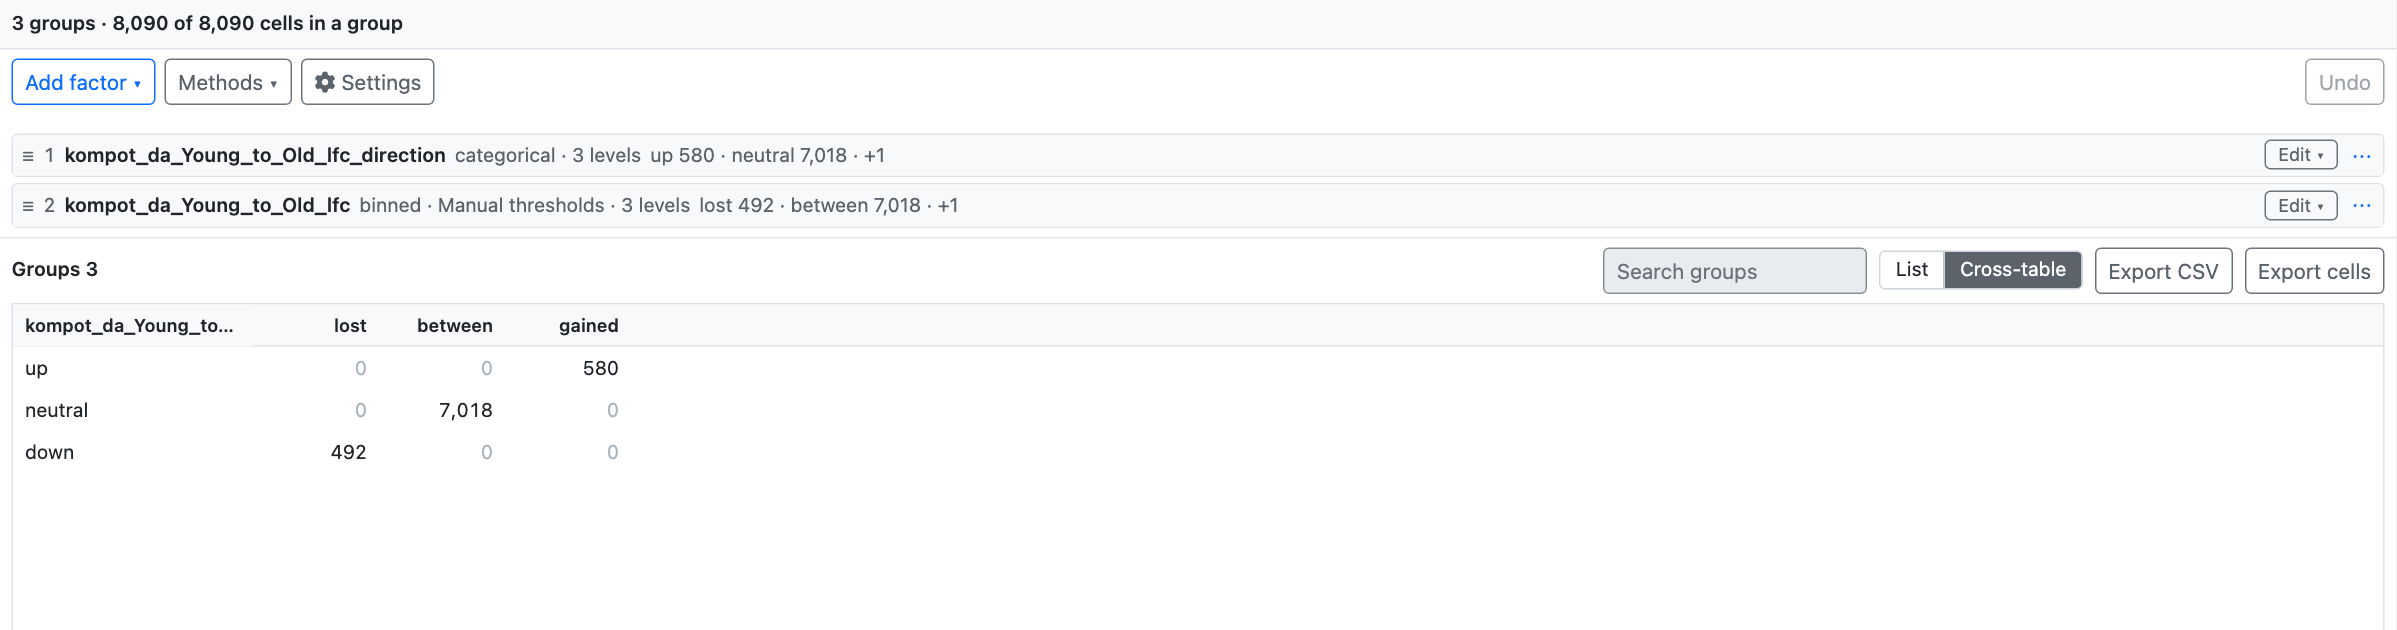 3 groups · 8,090 of 8,090 cells in a group
Add factor ▾ Methods ▾ Settings Undo
≡ 1 kompot_da_Young_to_Old_lfc_direction categorical · 3 levels up 580 · neutral 7,018 · +1 Edit ▾ ...
≡ 2 kompot_da_Young_to_Old_lfc binned · Manual thresholds · 3 levels lost 492 · between 7,018 · +1 Edit ▾ ...
Groups 3 Search groups List Cross-table Export CSV Export cells
kompot_da_Young_to... lost between gained
up 0 0 580
neutral 0 7,018 0
down 492 0 0